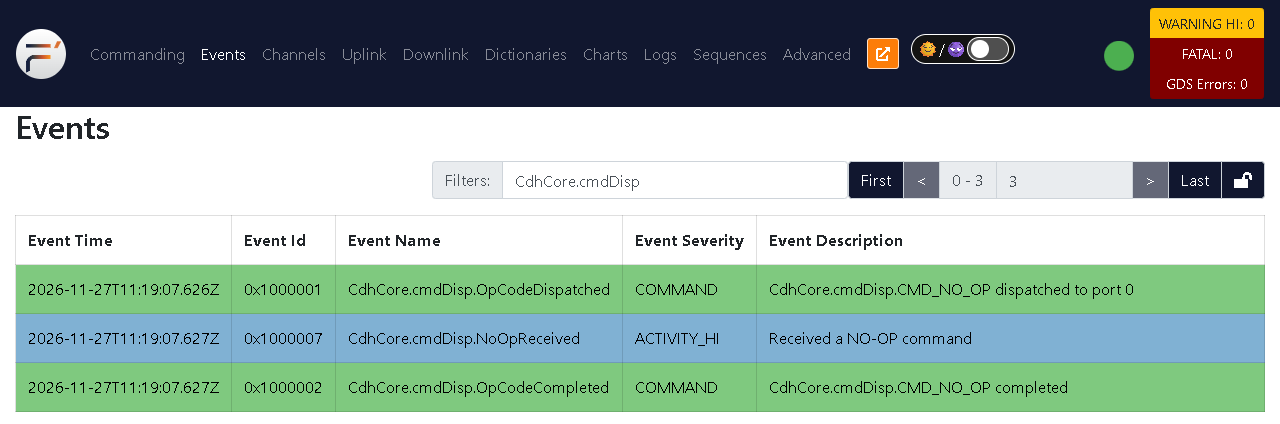 Commanding Events Channels Uplink Downlink Dictionaries Charts Logs Sequences Advanced
WARNING HI: 0
FATAL: 0
GDS Errors: 0
Events
Filters: CdhCore.cmdDisp First < 0 - 3 3 > Last
Event Time Event Id Event Name Event Severity Event Description
2026-11-27T11:19:07.626Z 0x1000001 CdhCore.cmdDisp.OpCodeDispatched COMMAND CdhCore.cmdDisp.CMD_NO_OP dispatched to port 0
2026-11-27T11:19:07.627Z 0x1000007 CdhCore.cmdDisp.NoOpReceived ACTIVITY_HI Received a NO-OP command
2026-11-27T11:19:07.627Z 0x1000002 CdhCore.cmdDisp.OpCodeCompleted COMMAND CdhCore.cmdDisp.CMD_NO_OP completed